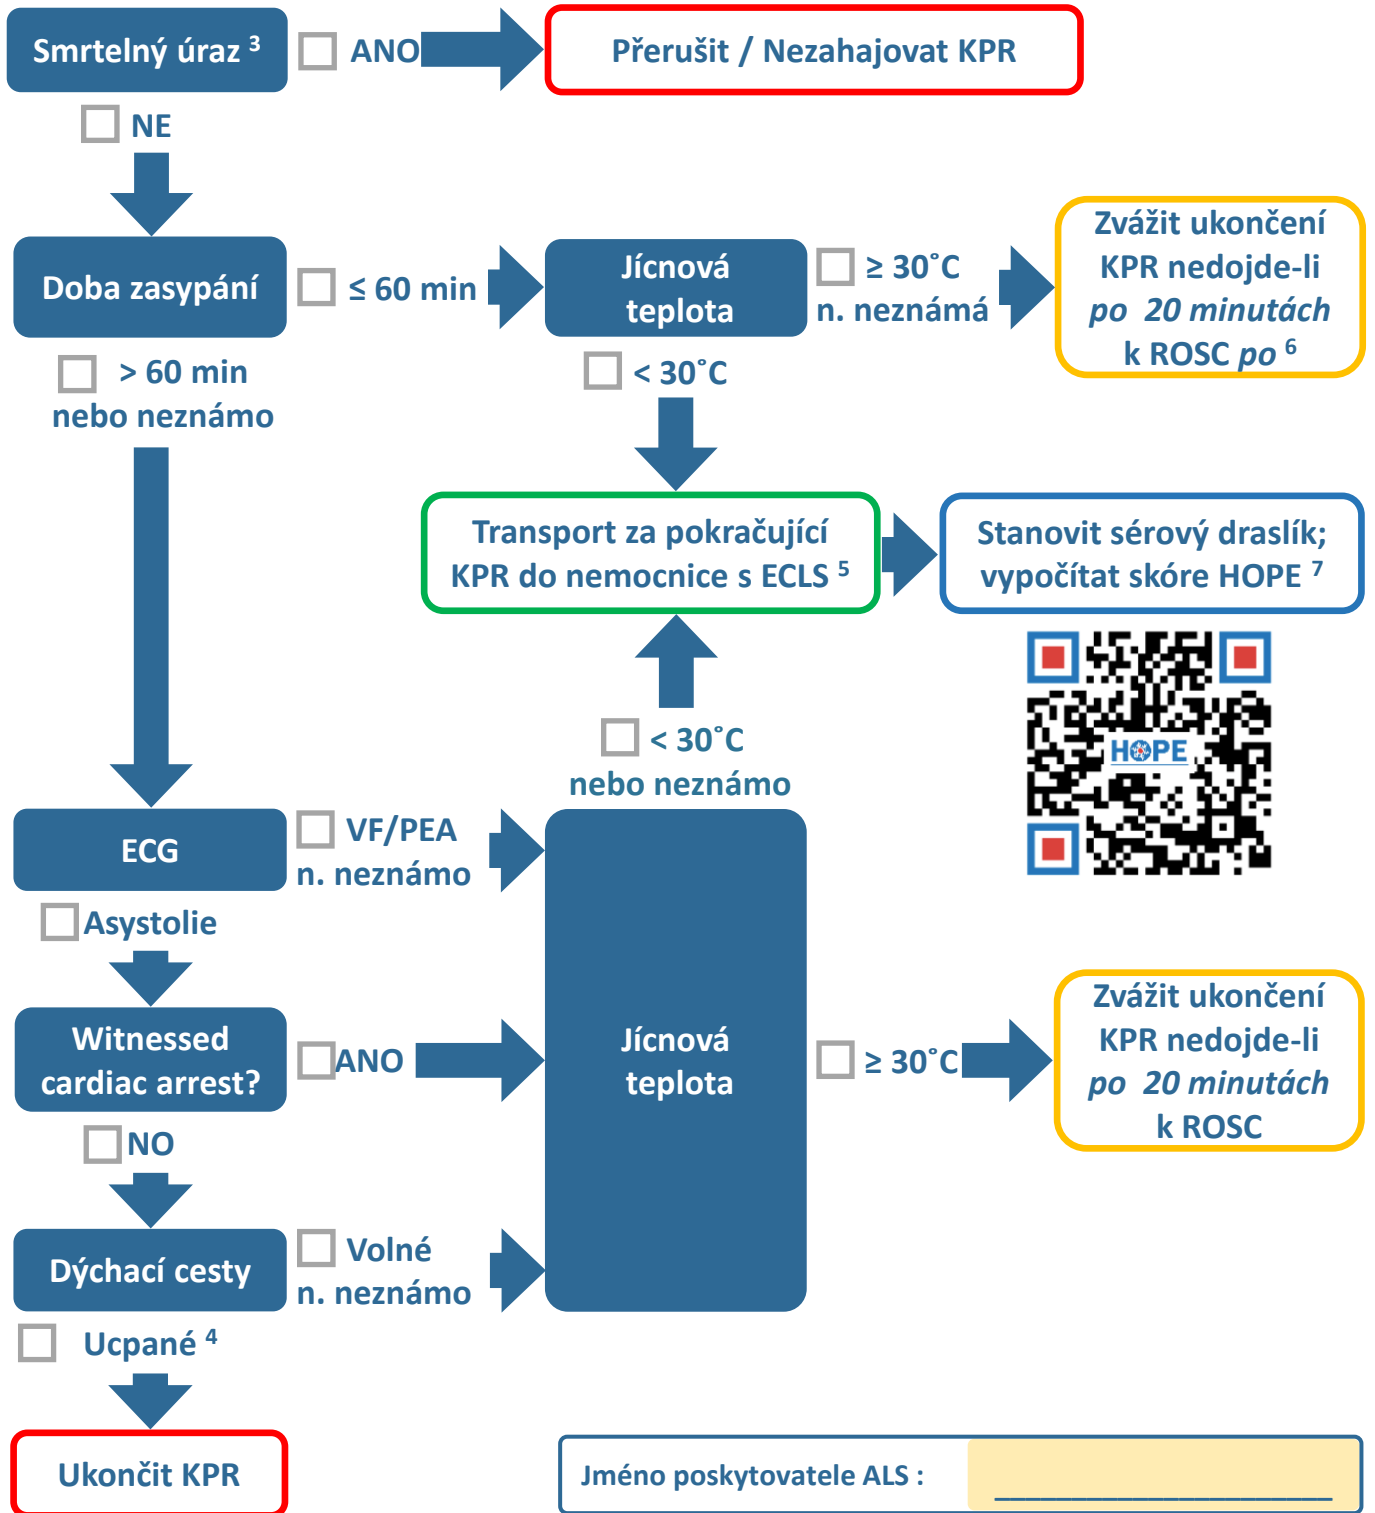 Smrtelný úraz 3
ANO
Přerušit / Nezahajovat KPR
NE
Doba zasypání
≤ 60 min
Jícnová
teplota
≥ 30°C
n. neznámá
Zvážit ukončení
KPR nedojde-li
po 20 minutách
k ROSC po 6
> 60 min
nebo neznámo
< 30°C
Transport za pokračující
KPR do nemocnice s ECLS 5
Stanovit sérový draslík;
vypočítat skóre HOPE 7
HOPE
< 30°C
nebo neznámo
ECG
VF/PEA
n. neznámo
Asystolie
Witnessed
cardiac arrest?
ANO
Jícnová
teplota
≥ 30°C
Zvážit ukončení
KPR nedojde-li
po 20 minutách
k ROSC
NO
Dýchací cesty
Volné
n. neznámo
Ucpané 4
Ukončit KPR
Jméno poskytovatele ALS : ______________________